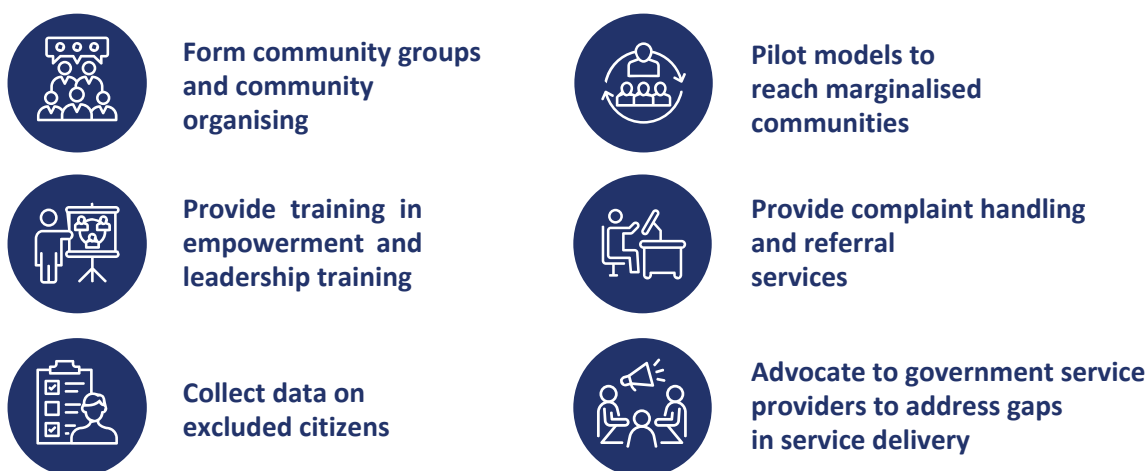 Form community groups
and community
organising
Provide training in
empowerment and
leadership training
Collect data on
excluded citizens
Pilot models to
reach marginalised
communities
Provide complaint handling
and referral
services
Advocate to government service
providers to address gaps
in service delivery